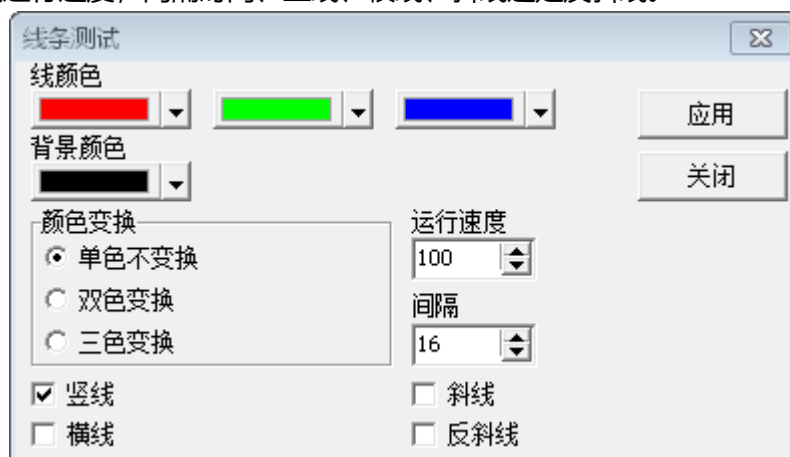 线条测试
线颜色
应用
背景颜色
关闭
颜色变换
单色不变换
双色变换
三色变换
运行速度
100
间隔
16
竖线
斜线
横线
反斜线